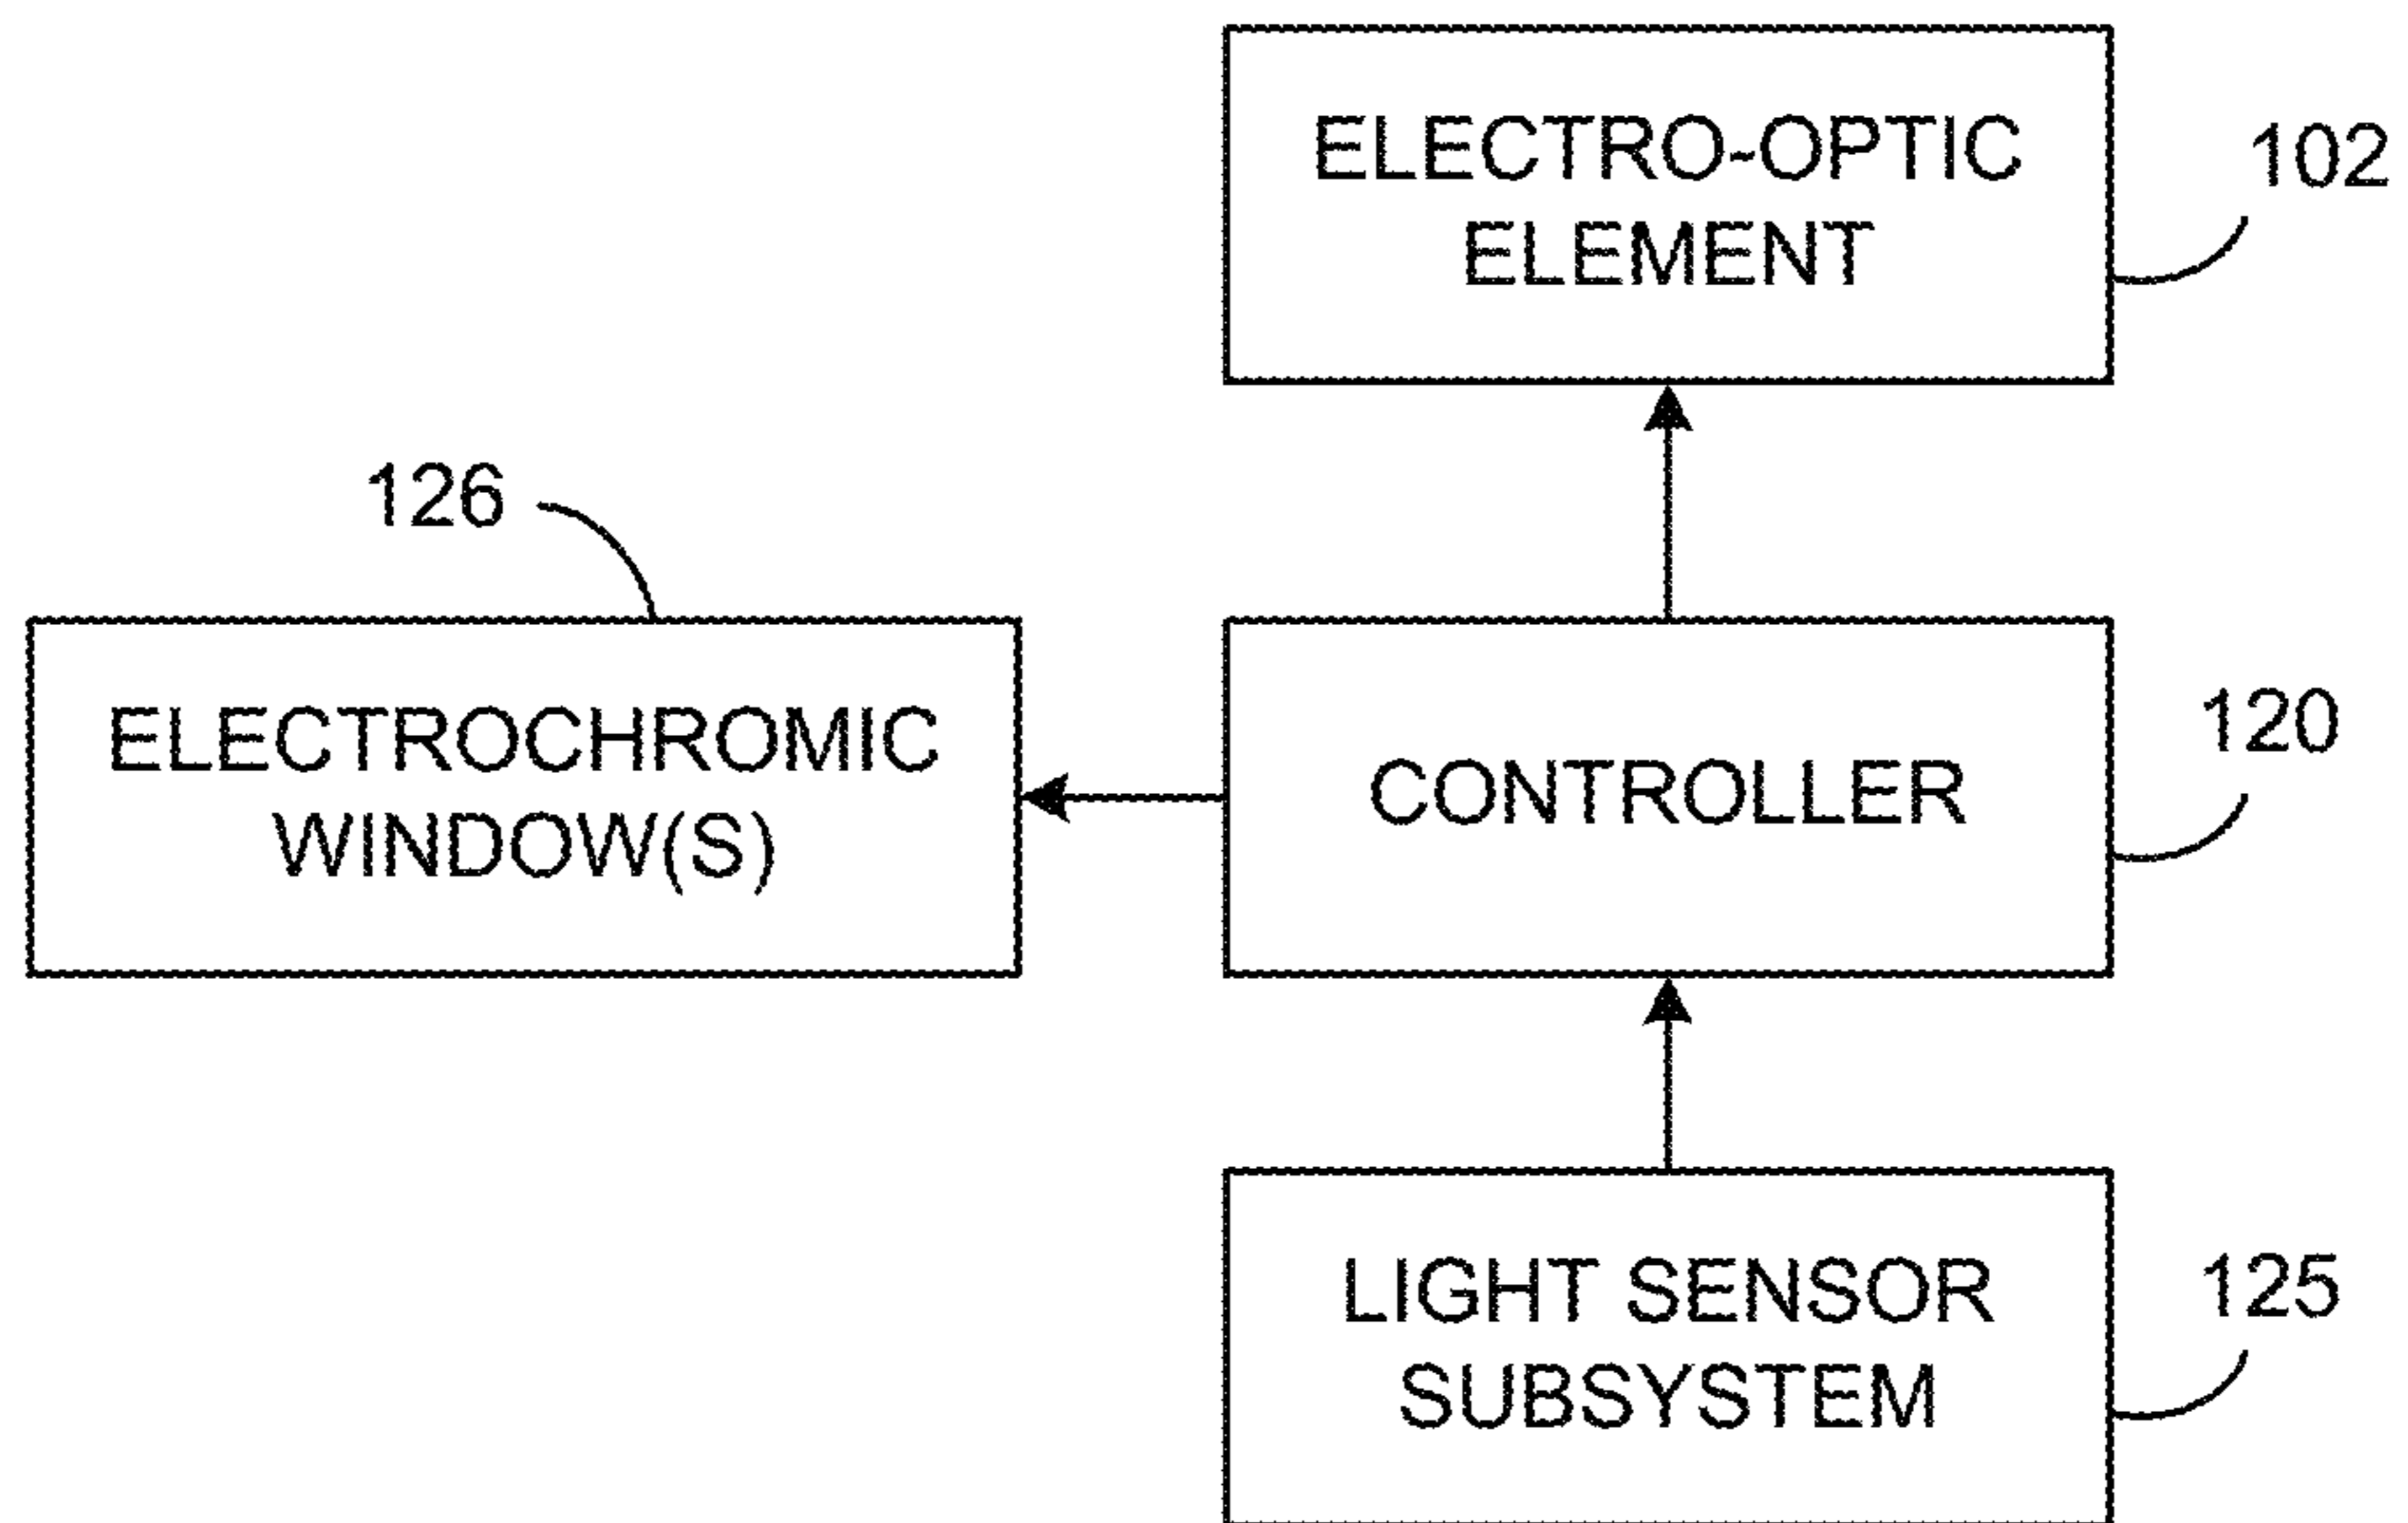 ELECTRO-OPTIC
ELEMENT
102
126
ELECTROCHROMIC
WINDOW(S)
CONTROLLER
120
LIGHT SENSOR
SUBSYSTEM
125